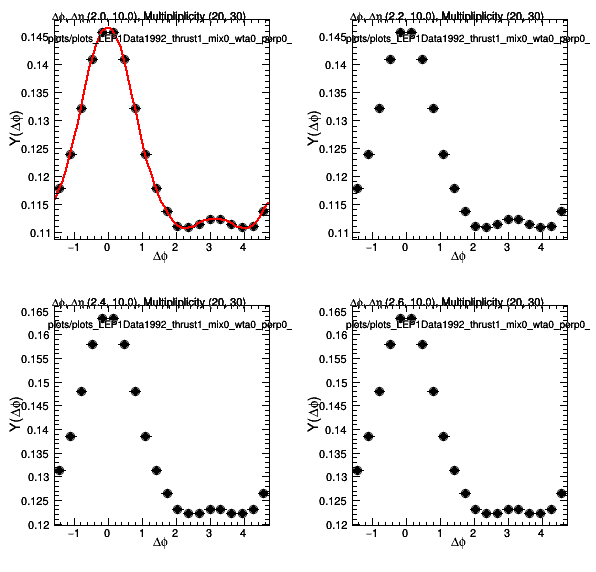 Δϕ, Δη (2.0, 10.0), Multipliplicity (20, 30)
plots/plots_LEP1Data1992_thrust1_mix0_wta0_perp0_
Y(Δϕ)
0.145
0.14
0.135
0.13
0.125
0.12
0.115
0.11
−1 0 1 2 3 4
Δϕ
Δϕ, Δη (2.2, 10.0), Multipliplicity (20, 30)
plots/plots_LEP1Data1992_thrust1_mix0_wta0_perp0_
Y(Δϕ)
0.145
0.14
0.135
0.13
0.125
0.12
0.115
0.11
−1 0 1 2 3 4
Δϕ
Δϕ, Δη (2.4, 10.0), Multipliplicity (20, 30)
plots/plots_LEP1Data1992_thrust1_mix0_wta0_perp0_
Y(Δϕ)
0.165
0.16
0.155
0.15
0.145
0.14
0.135
0.13
0.125
0.12
−1 0 1 2 3 4
Δϕ
Δϕ, Δη (2.6, 10.0), Multipliplicity (20, 30)
plots/plots_LEP1Data1992_thrust1_mix0_wta0_perp0_
Y(Δϕ)
0.165
0.16
0.155
0.15
0.145
0.14
0.135
0.13
0.125
0.12
−1 0 1 2 3 4
Δϕ